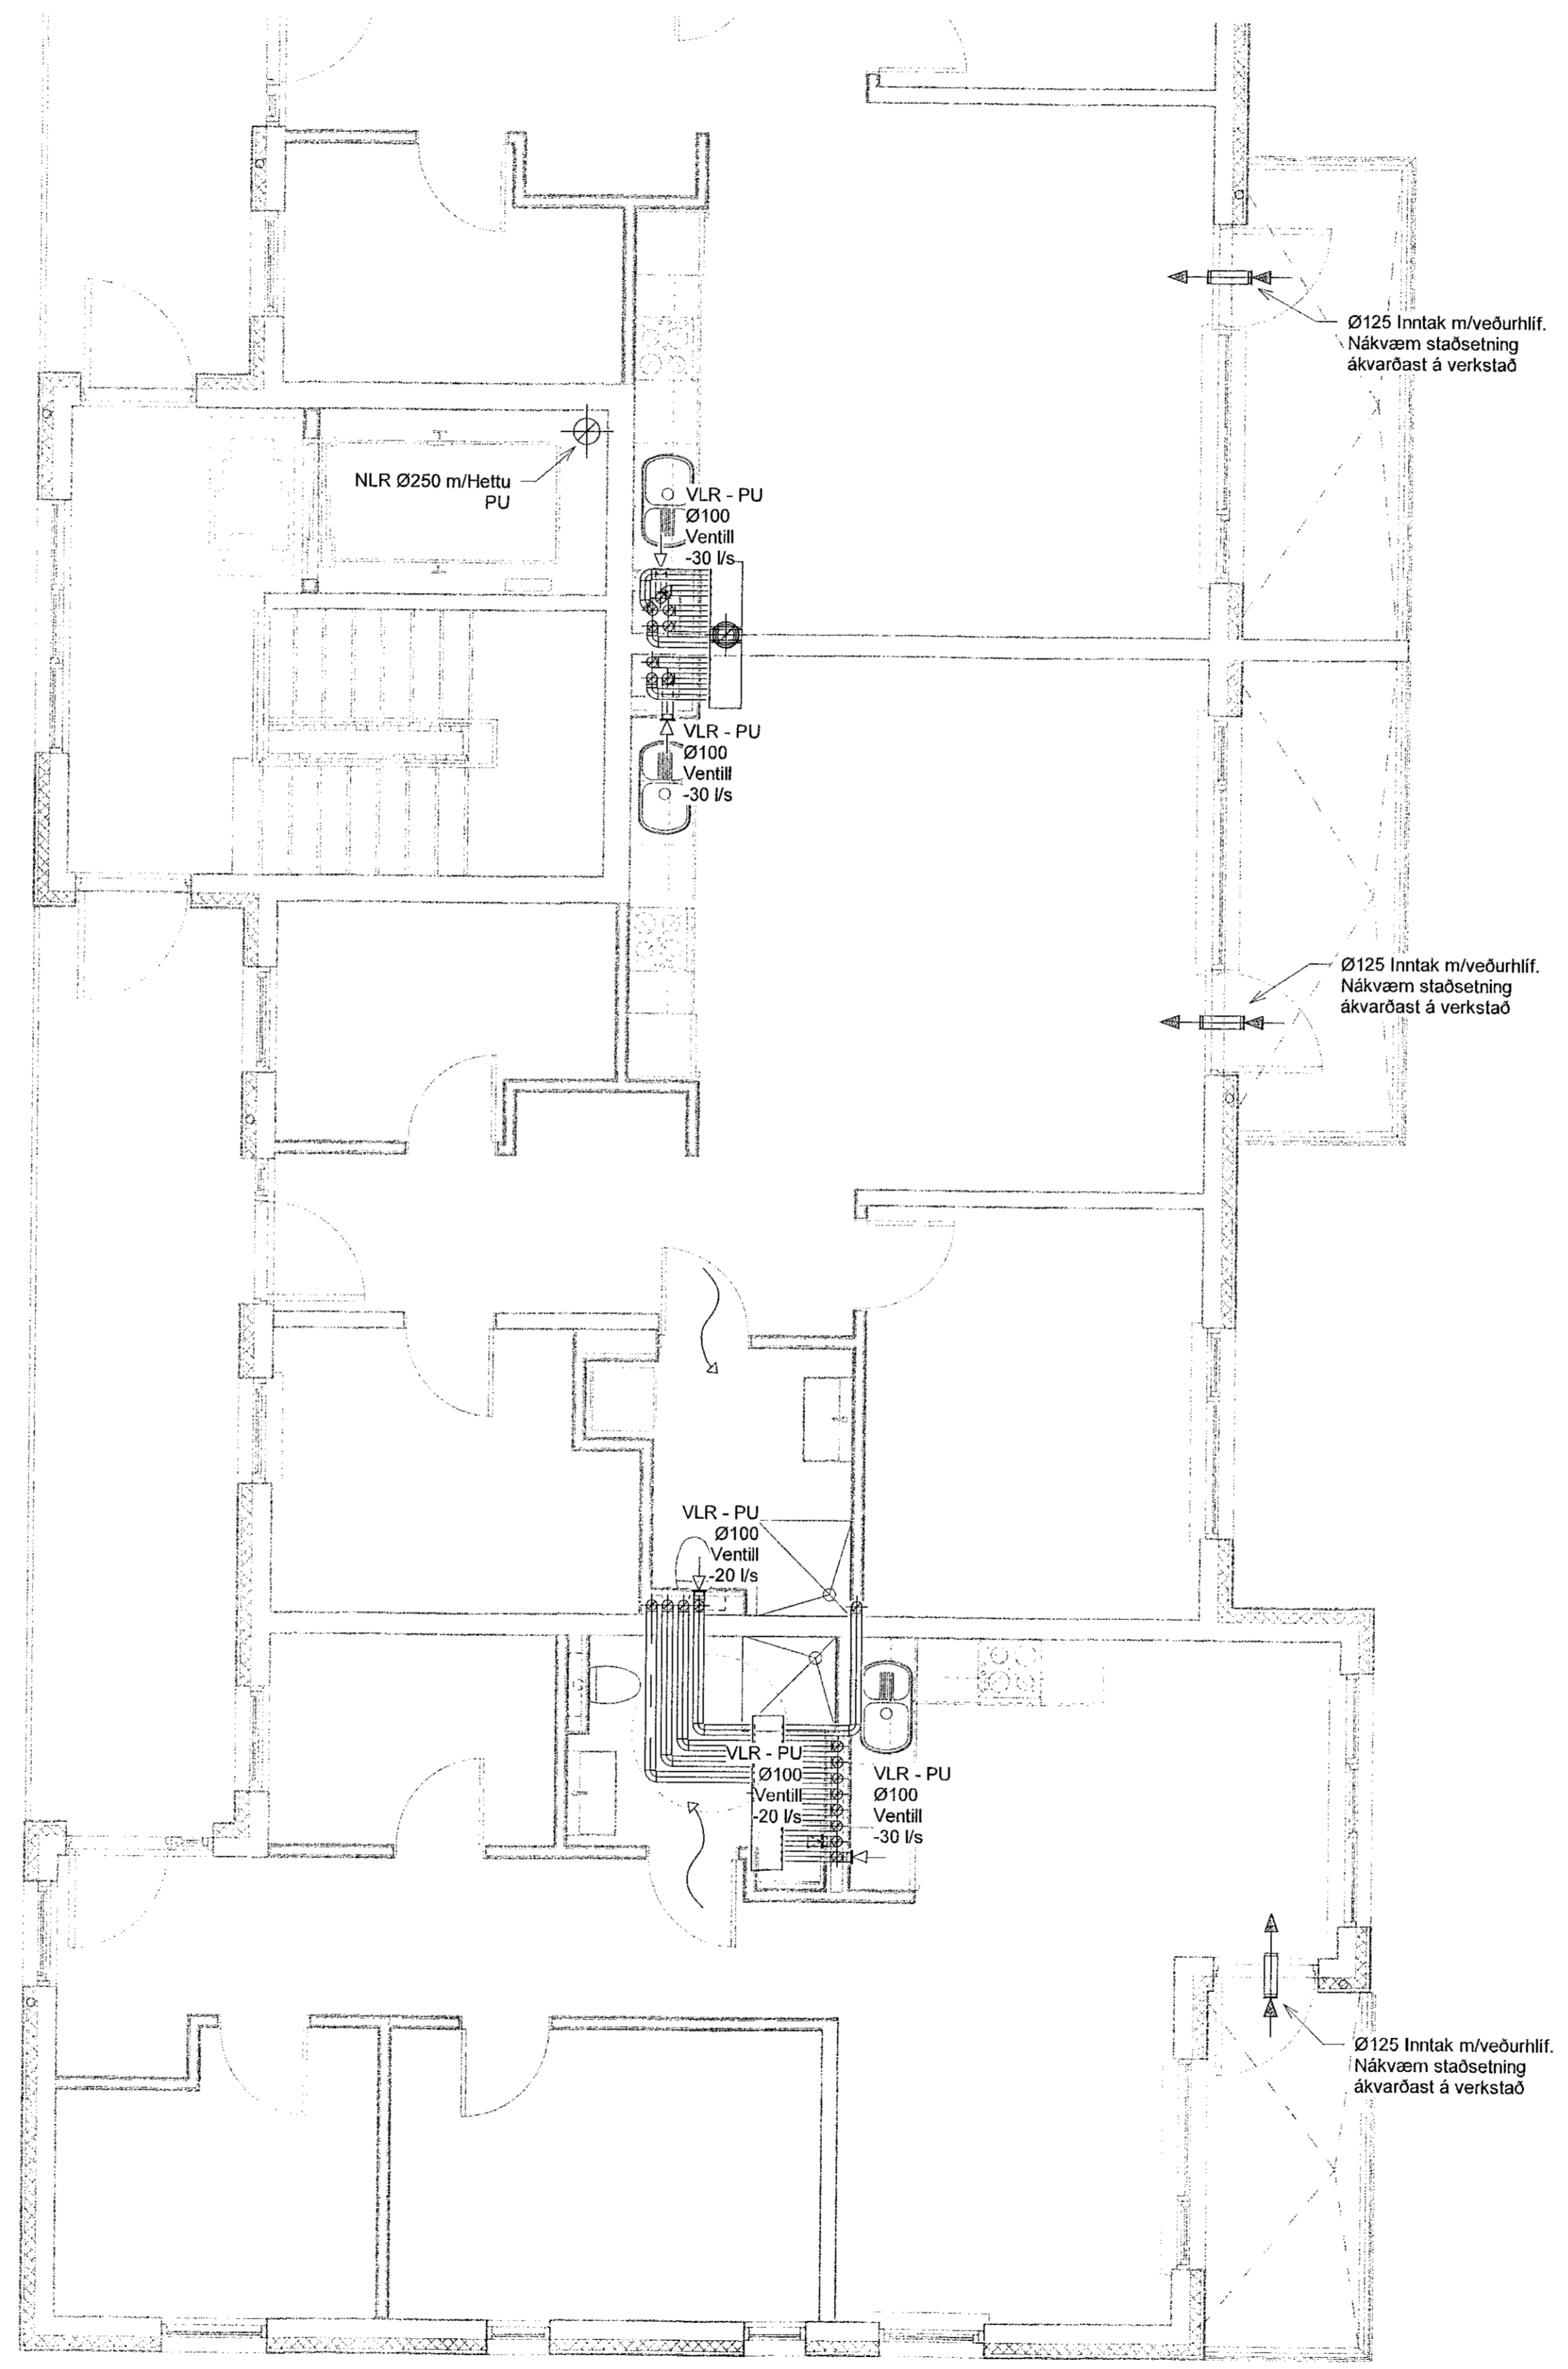 Ø125 Inntak m/veðurhlíf.
Nákvæm staðsetning
ákvarðast á verkstað
NLR Ø250 m/Hettu
PU
VLR - PU
Ø100
Ventill
-30 l/s
VLR - PU
Ø100
Ventill
-30 l/s
Ø125 Inntak m/veðurhlíf.
Nákvæm staðsetning
ákvarðast á verkstað
VLR - PU
Ø100
Ventill
-20 l/s
VLR - PU
Ø100
Ventill
-20 l/s
VLR - PU
Ø100
Ventill
-30 l/s
Ø125 Inntak m/veðurhlíf.
Nákvæm staðsetning
ákvarðast á verkstað